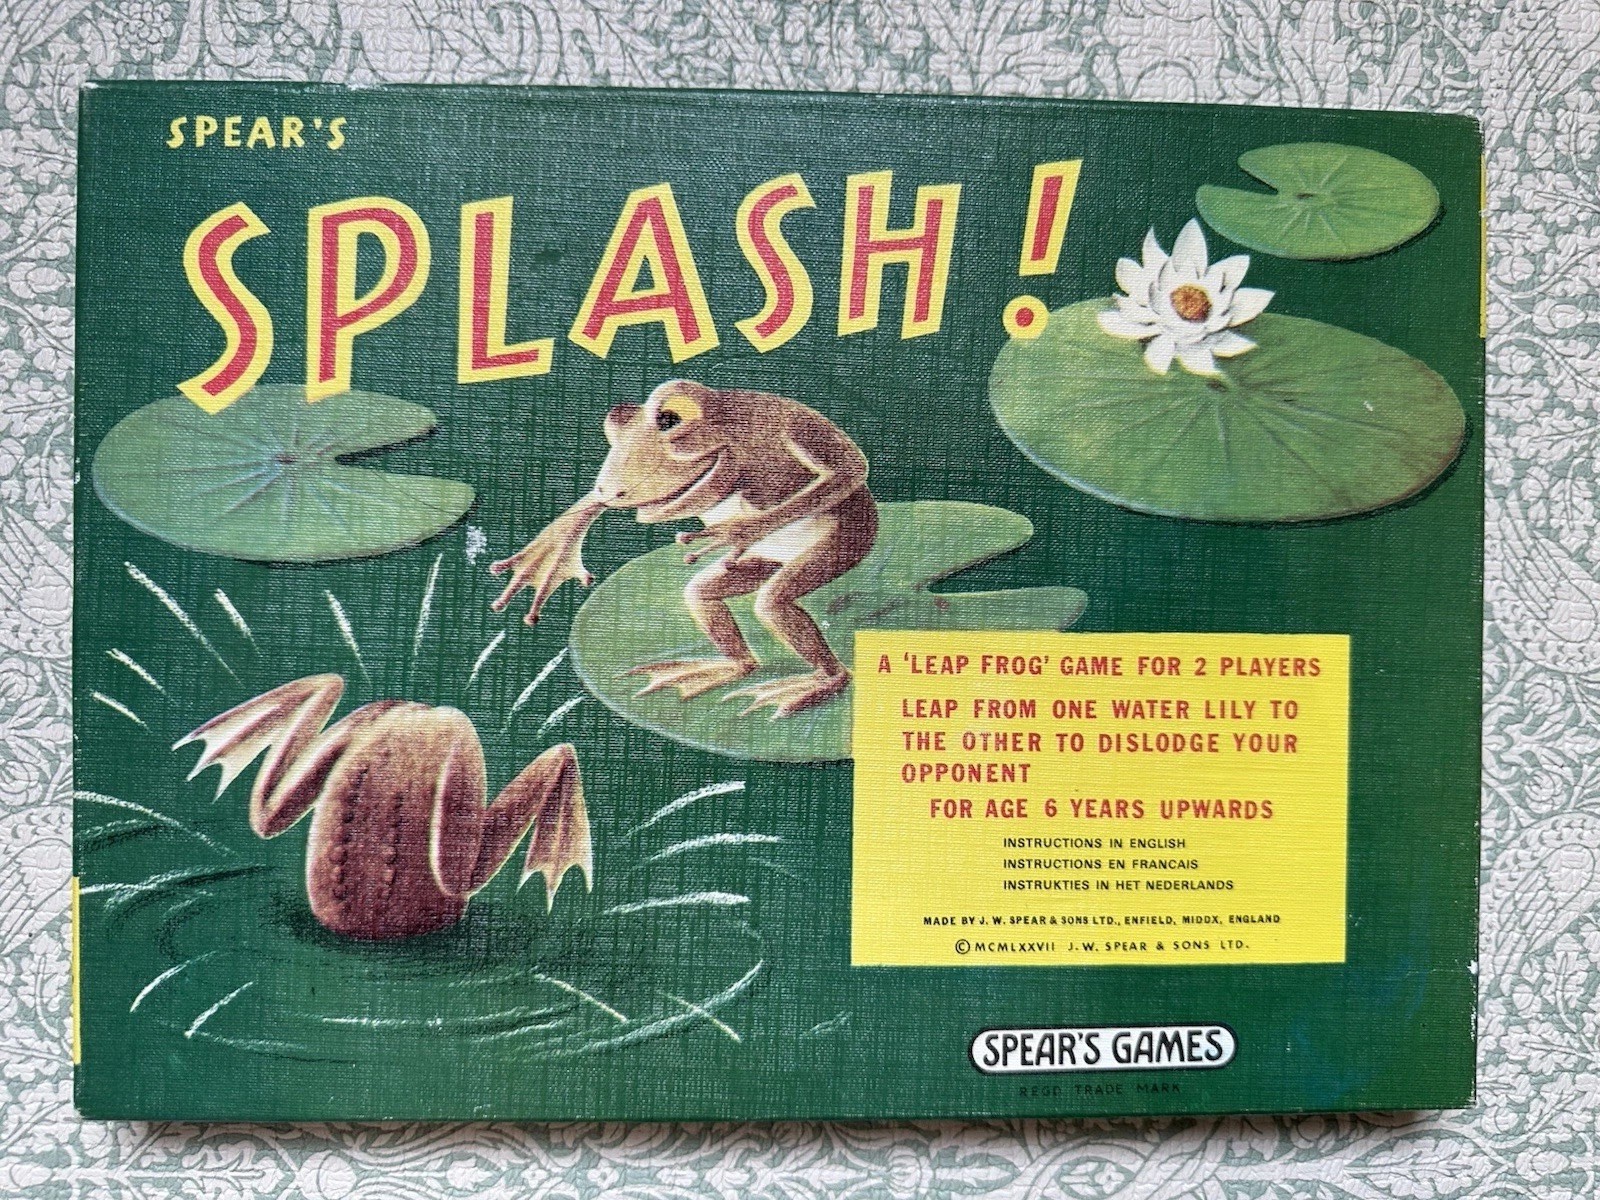 SPEAR'S
SPLASH!
A 'LEAP FROG' GAME FOR 2 PLAYERS
LEAP FROM ONE WATER LILY TO
THE OTHER TO DISLODGE YOUR
OPPONENT
FOR AGE 6 YEARS UPWARDS
INSTRUCTIONS IN ENGLISH
INSTRUCTIONS EN FRANCAIS
INSTRUKTIES IN HET NEDERLANDS
MADE BY J. W. SPEAR & SONS LTD., ENFIELD, MIDDX, ENGLAND
© MCMLXXVII J. W. SPEAR & SONS LTD.
SPEAR'S GAMES
REGD TRADE MARK